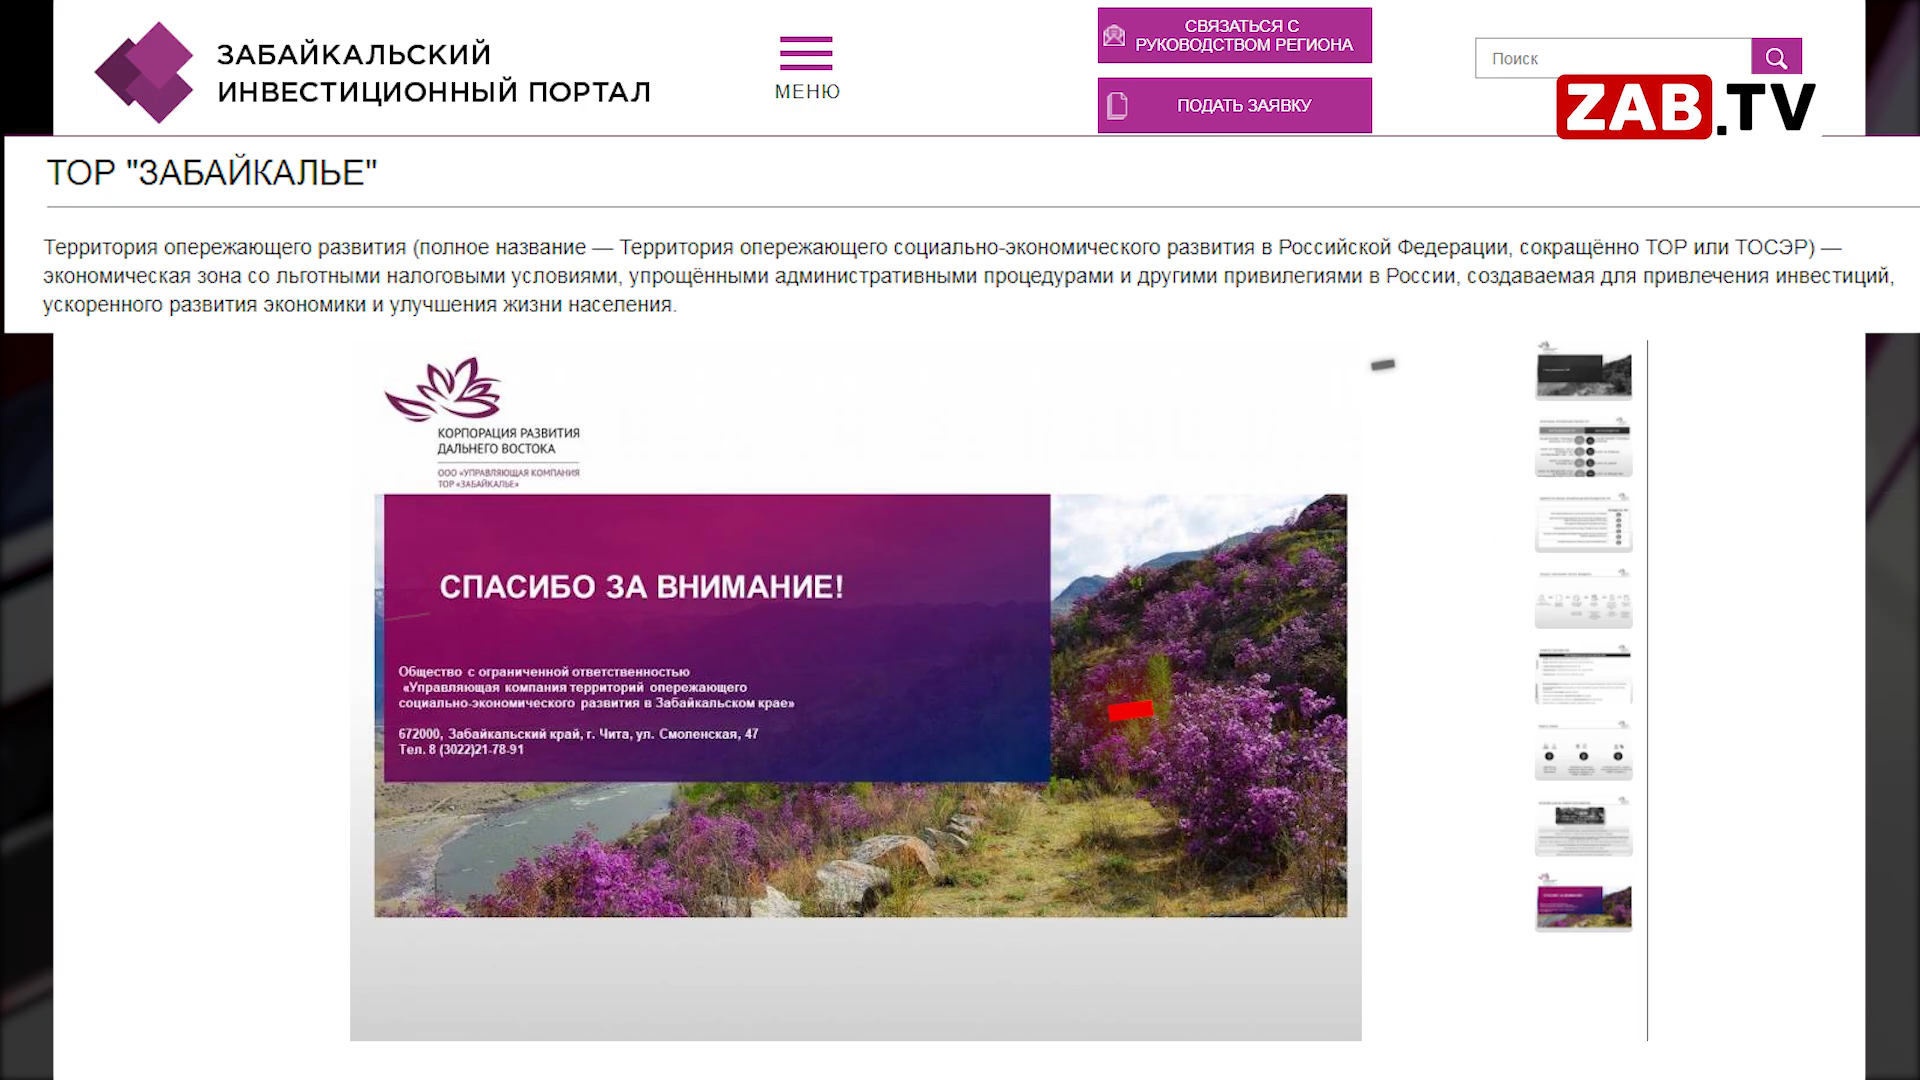 ЗАБАЙКАЛЬСКИЙ
ИНВЕСТИЦИОННЫЙ ПОРТАЛ
МЕНЮ
СВЯЗАТЬСЯ С
РУКОВОДСТВОМ РЕГИОНА
ПОДАТЬ ЗАЯВКУ
Поиск
ZAB.TV
ТОР "ЗАБАЙКАЛЬЕ"
Территория опережающего развития (полное название — Территория опережающего социально-экономического развития в Российской Федерации, сокращённо ТОР или ТОСЭР) —
экономическая зона со льготными налоговыми условиями, упрощёнными административными процедурами и другими привилегиями в России, создаваемая для привлечения инвестиций,
ускоренного развития экономики и улучшения жизни населения.
КОРПОРАЦИЯ РАЗВИТИЯ
ДАЛЬНЕГО ВОСТОКА
ООО «УПРАВЛЯЮЩАЯ КОМПАНИЯ
ТОР «ЗАБАЙКАЛЬЕ»
СПАСИБО ЗА ВНИМАНИЕ!
Общество с ограниченной ответственностью
«Управляющая компания территорий опережающего
социально-экономического развития в Забайкальском крае»
672000, Забайкальский край, г. Чита, ул. Смоленская, 47
Тел. 8 (3022)21-78-91